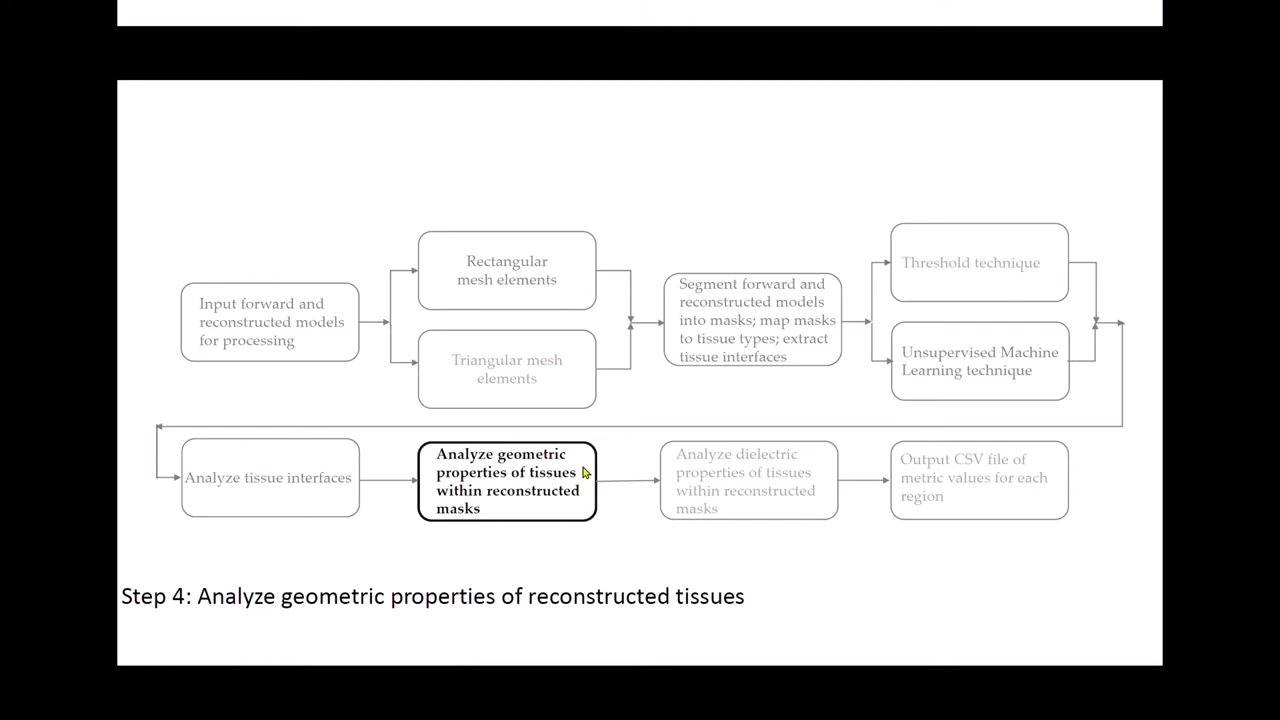 Input forward and
reconstructed models
for processing
Rectangular
mesh elements
Triangular mesh
elements
Segment forward and
reconstructed models
into masks; map masks
to tissue types; extract
tissue interfaces
Threshold technique
Unsupervised Machine
Learning technique
Analyze tissue interfaces
Analyze geometric
properties of tissues
within reconstructed
masks
Analyze dielectric
properties of tissues
within reconstructed
masks
Output CSV file of
metric values for each
region
Step 4: Analyze geometric properties of reconstructed tissues